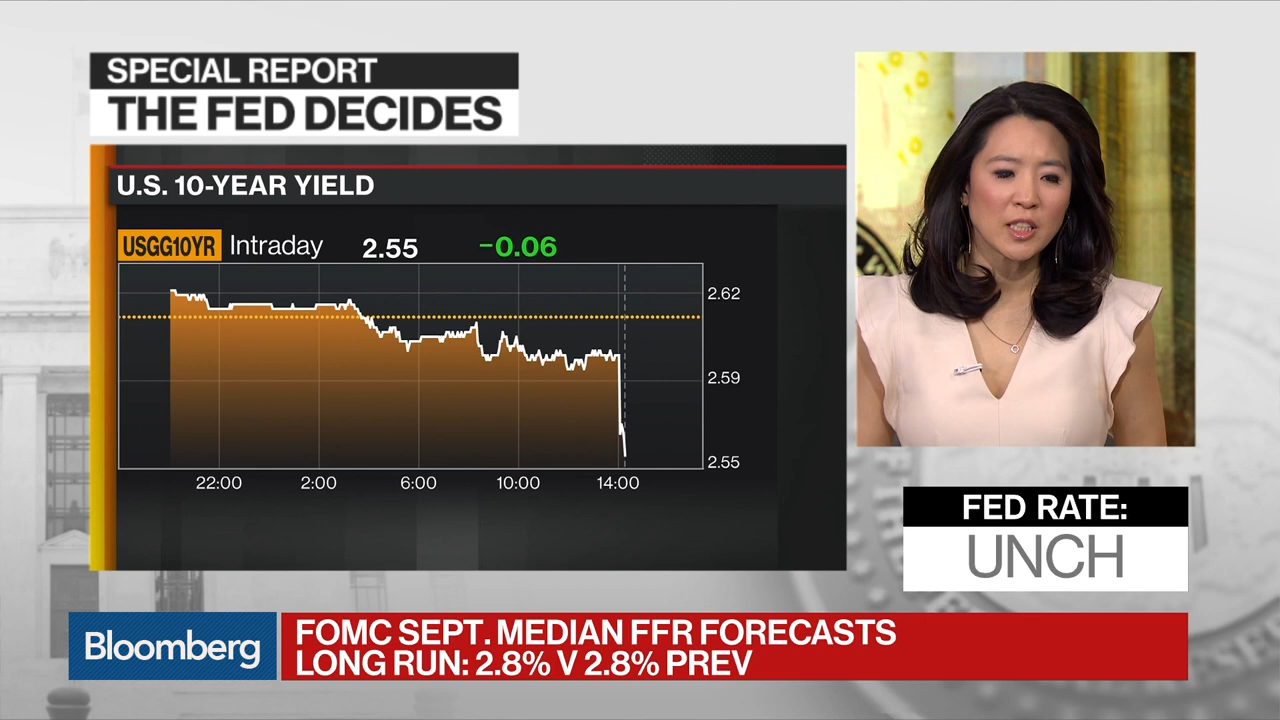 SPECIAL REPORT
THE FED DECIDES
U.S. 10-YEAR YIELD
USGG10YR Intraday 2.55 -0.06
2.62
2.59
2.55
22:00 2:00 6:00 10:00 14:00
FED RATE:
UNCH
Bloomberg
FOMC SEPT. MEDIAN FFR FORECASTS
LONG RUN: 2.8% V 2.8% PREV